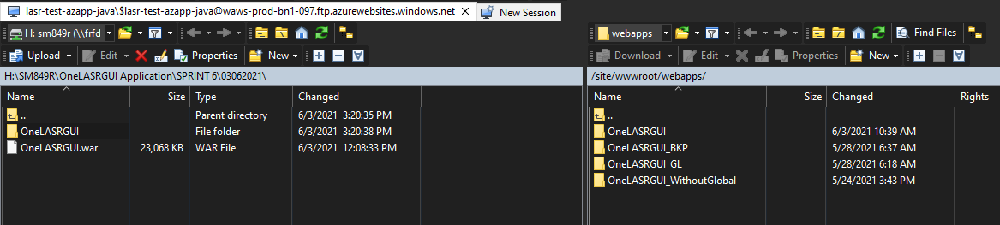 lasr-test-azapp-java\$lasr-test-azapp-java@waws-prod-bn1-097.ftp.azurewebsites.windows.net × New Session
H: sm849r (\\frfd
Upload Edit Properties New
H:\SM849R\OneLASRGUI Application\SPRINT 6\03062021\
Name Size Type Changed
.. Parent directory 6/3/2021 3:20:35 PM
OneLASRGUI File folder 6/3/2021 3:20:38 PM
OneLASRGUI.war 23,068 KB WAR File 6/3/2021 12:08:33 PM
webapps Find Files
Download Edit Properties New
/site/wwwroot/webapps/
Name Size Changed Rights
..
OneLASRGUI 6/3/2021 10:39 AM
OneLASRGUI_BKP 5/28/2021 6:37 AM
OneLASRGUI_GL 5/28/2021 6:18 AM
OneLASRGUI_WithoutGlobal 5/24/2021 3:43 PM